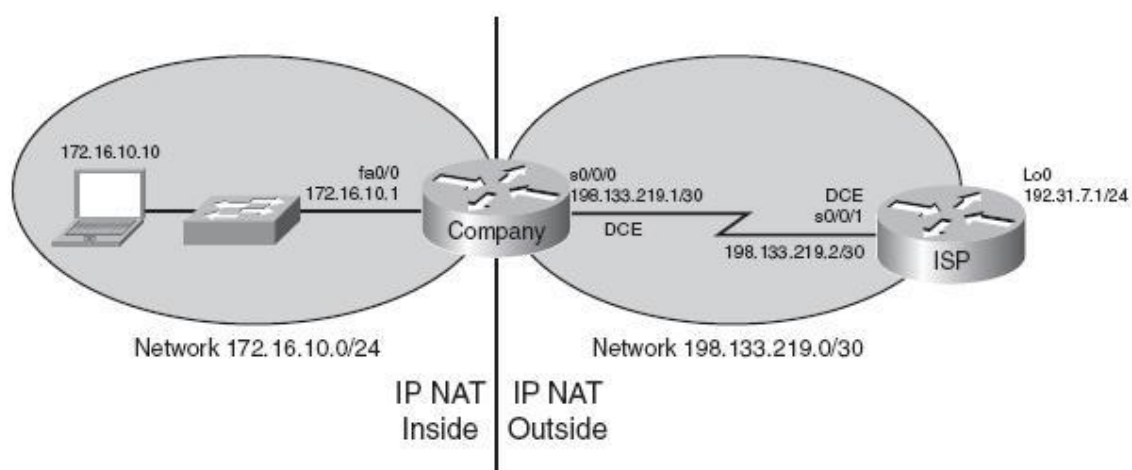 172.16.10.10
fa0/0
172.16.10.1
Company
s0/0/0
198.133.219.1/30
DCE
DCE
s0/0/1
198.133.219.2/30
ISP
Lo0
192.31.7.1/24
Network 172.16.10.0/24
Network 198.133.219.0/30
IP NAT
Inside
IP NAT
Outside